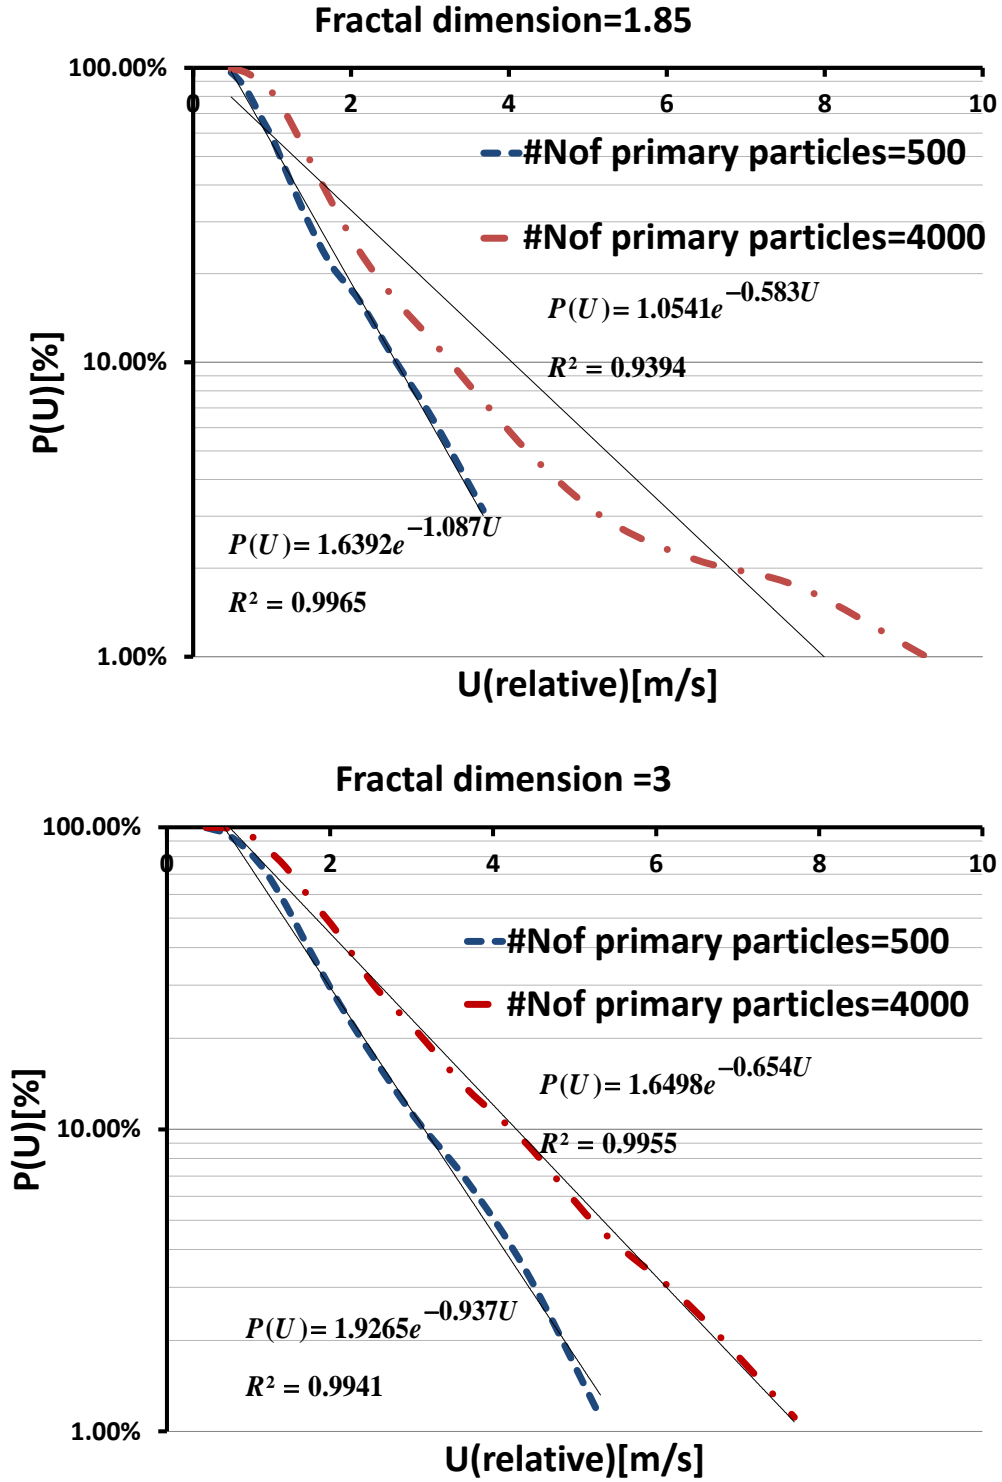 Fractal dimension=1.85
100.00%
0 2 4 6 8 10
#Nof primary particles=500
#Nof primary particles=4000
P(U)= 1.0541e^−0.583U
R² = 0.9394
10.00%
P(U)[%]
P(U)= 1.6392e^−1.087U
R² = 0.9965
1.00%
U(relative)[m/s]
Fractal dimension =3
100.00%
0 2 4 6 8 10
#Nof primary particles=500
#Nof primary particles=4000
P(U)= 1.6498e^−0.654U
R² = 0.9955
10.00%
P(U)[%]
P(U)= 1.9265e^−0.937U
R² = 0.9941
1.00%
U(relative)[m/s]